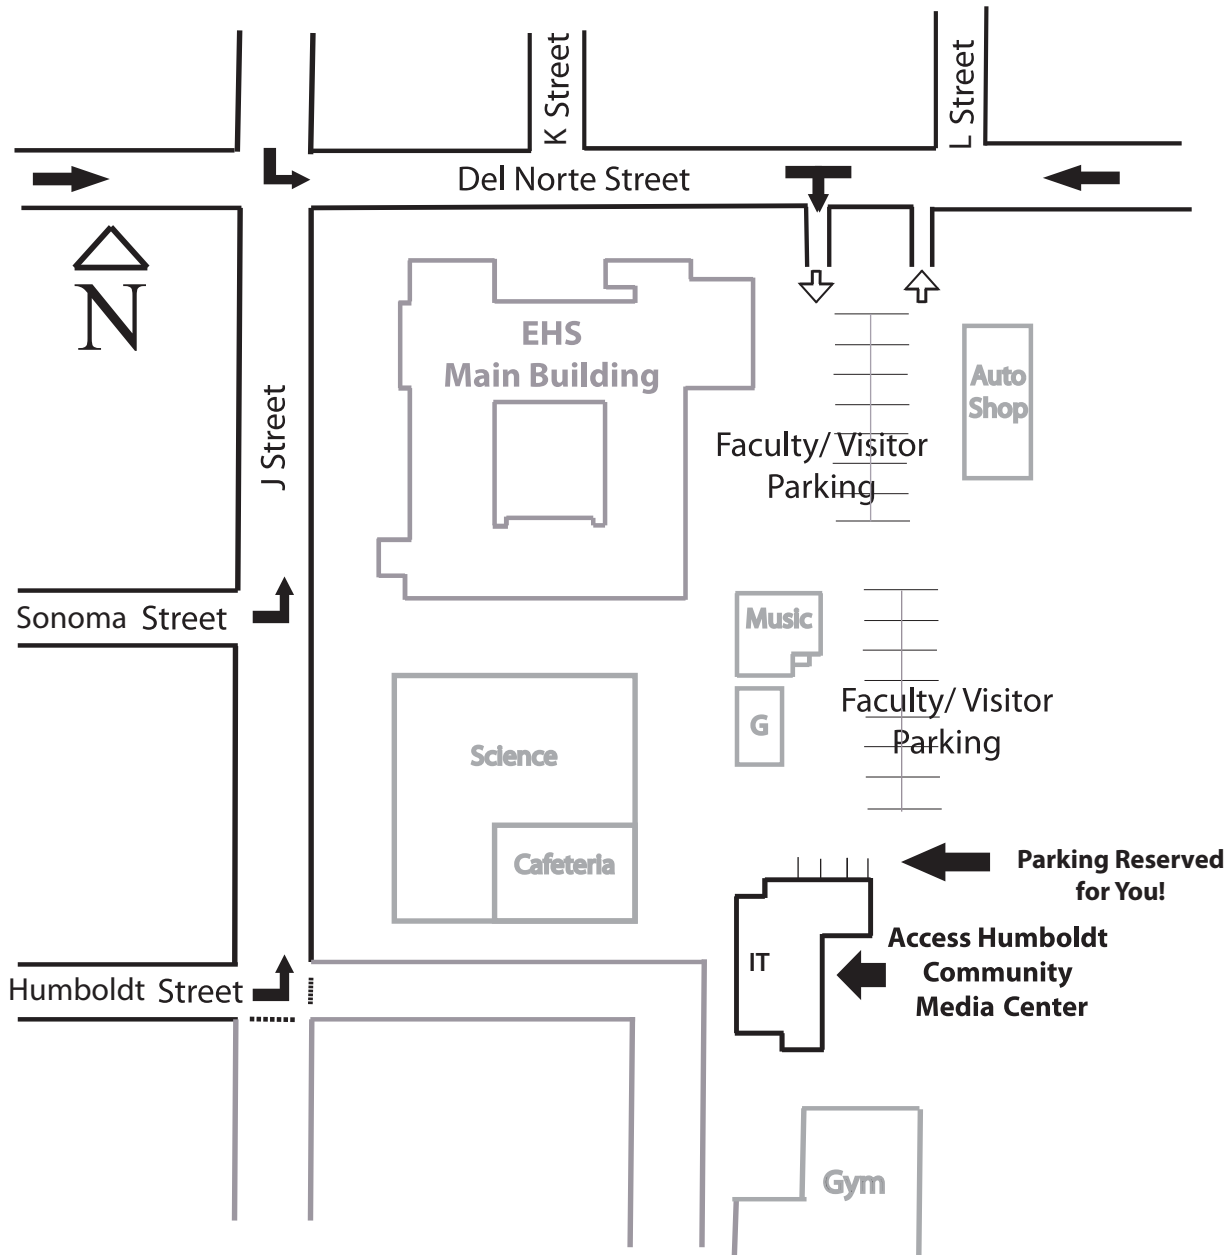 K Street
L Street
Del Norte Street
N
EHS
Main Building
Auto
Shop
J Street
Faculty/ Visitor
Parking
Sonoma Street
Music
Faculty/ Visitor
Parking
G
Science
Cafeteria
Parking Reserved
for You!
Access Humboldt
Community
Media Center
IT
Humboldt Street
Gym